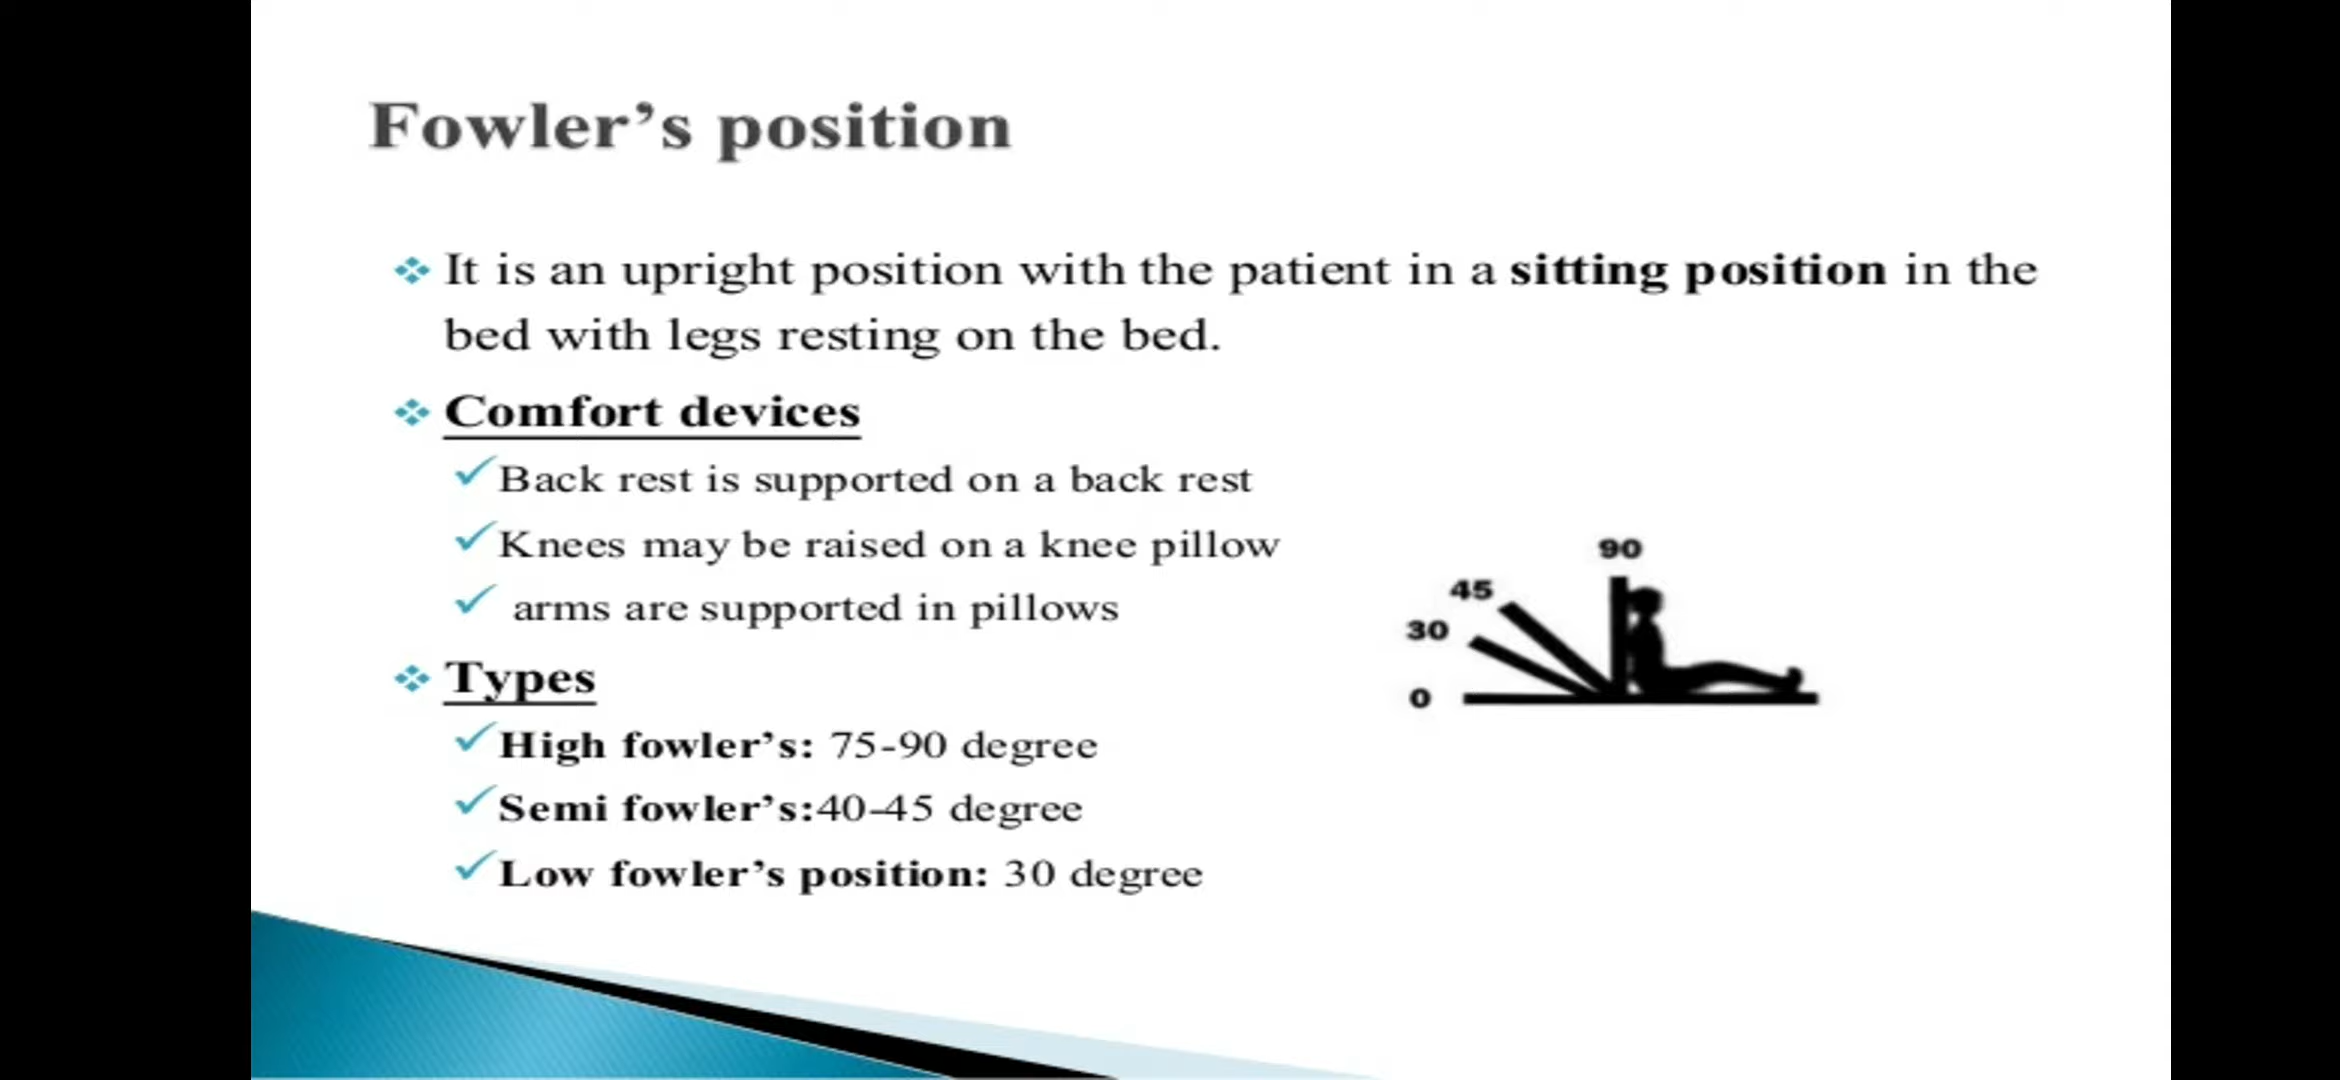 Fowler's position
It is an upright position with the patient in a sitting position in the
bed with legs resting on the bed.
Comfort devices
Back rest is supported on a back rest
Knees may be raised on a knee pillow
arms are supported in pillows
Types
High fowler's: 75-90 degree
Semi fowler's:40-45 degree
Low fowler's position: 30 degree
90
45
30
0